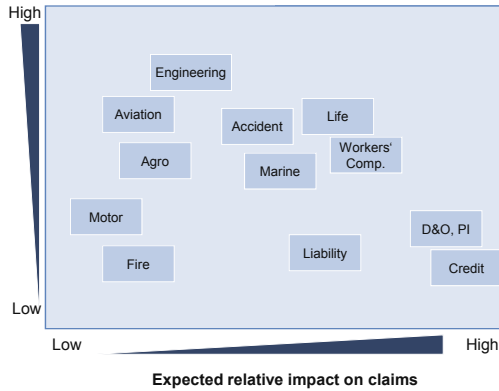 High
Engineering
Aviation
Accident
Life
Workers‘
Comp.
Agro
Marine
Motor
D&O, PI
Fire
Liability
Credit
Low
Low
High
Expected relative impact on claims